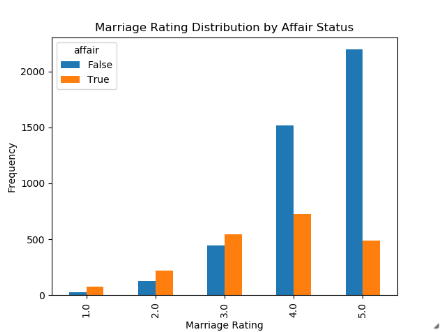 Marriage Rating Distribution by Affair Status
affair
False
True
Frequency
2000
1500
1000
500
0
1.0
2.0
3.0
4.0
5.0
Marriage Rating